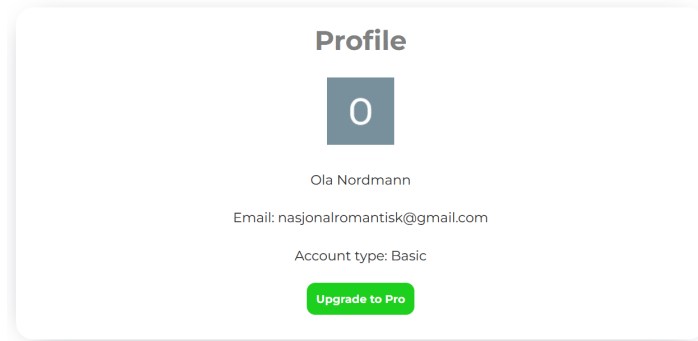 Profile
O
Ola Nordmann
Email: nasjonalromantisk@gmail.com
Account type: Basic
Upgrade to Pro